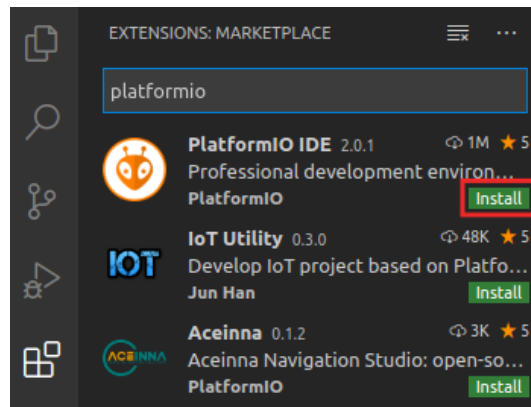 EXTENSIONS: MARKETPLACE
platformio
PlatformIO IDE 2.0.1 1M ★ 5
Professional development environ...
PlatformIO Install
IoT Utility 0.3.0 48K ★ 5
IOT
Develop IoT project based on Platfo...
Jun Han Install
Aceinna 0.1.2 3K ★ 5
ACEINNA
Aceinna Navigation Studio: open-so...
PlatformIO Install